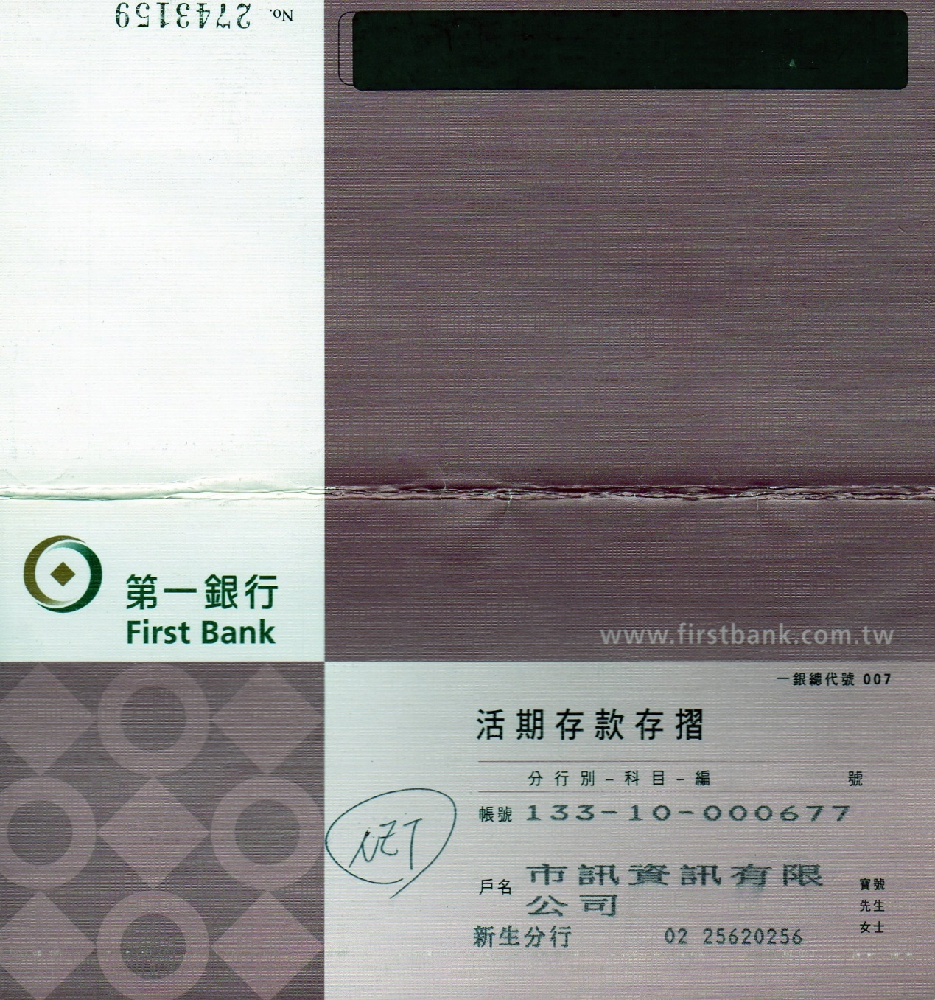 No. 2743159
第一銀行
First Bank
www.firstbank.com.tw
一銀總代號 007
活期存款存摺
分行別－科目－編 號
帳號 133-10-000677
NET
戶名 市訊資訊有限
公司
寶號
先生
女士
新生分行 02 25620256